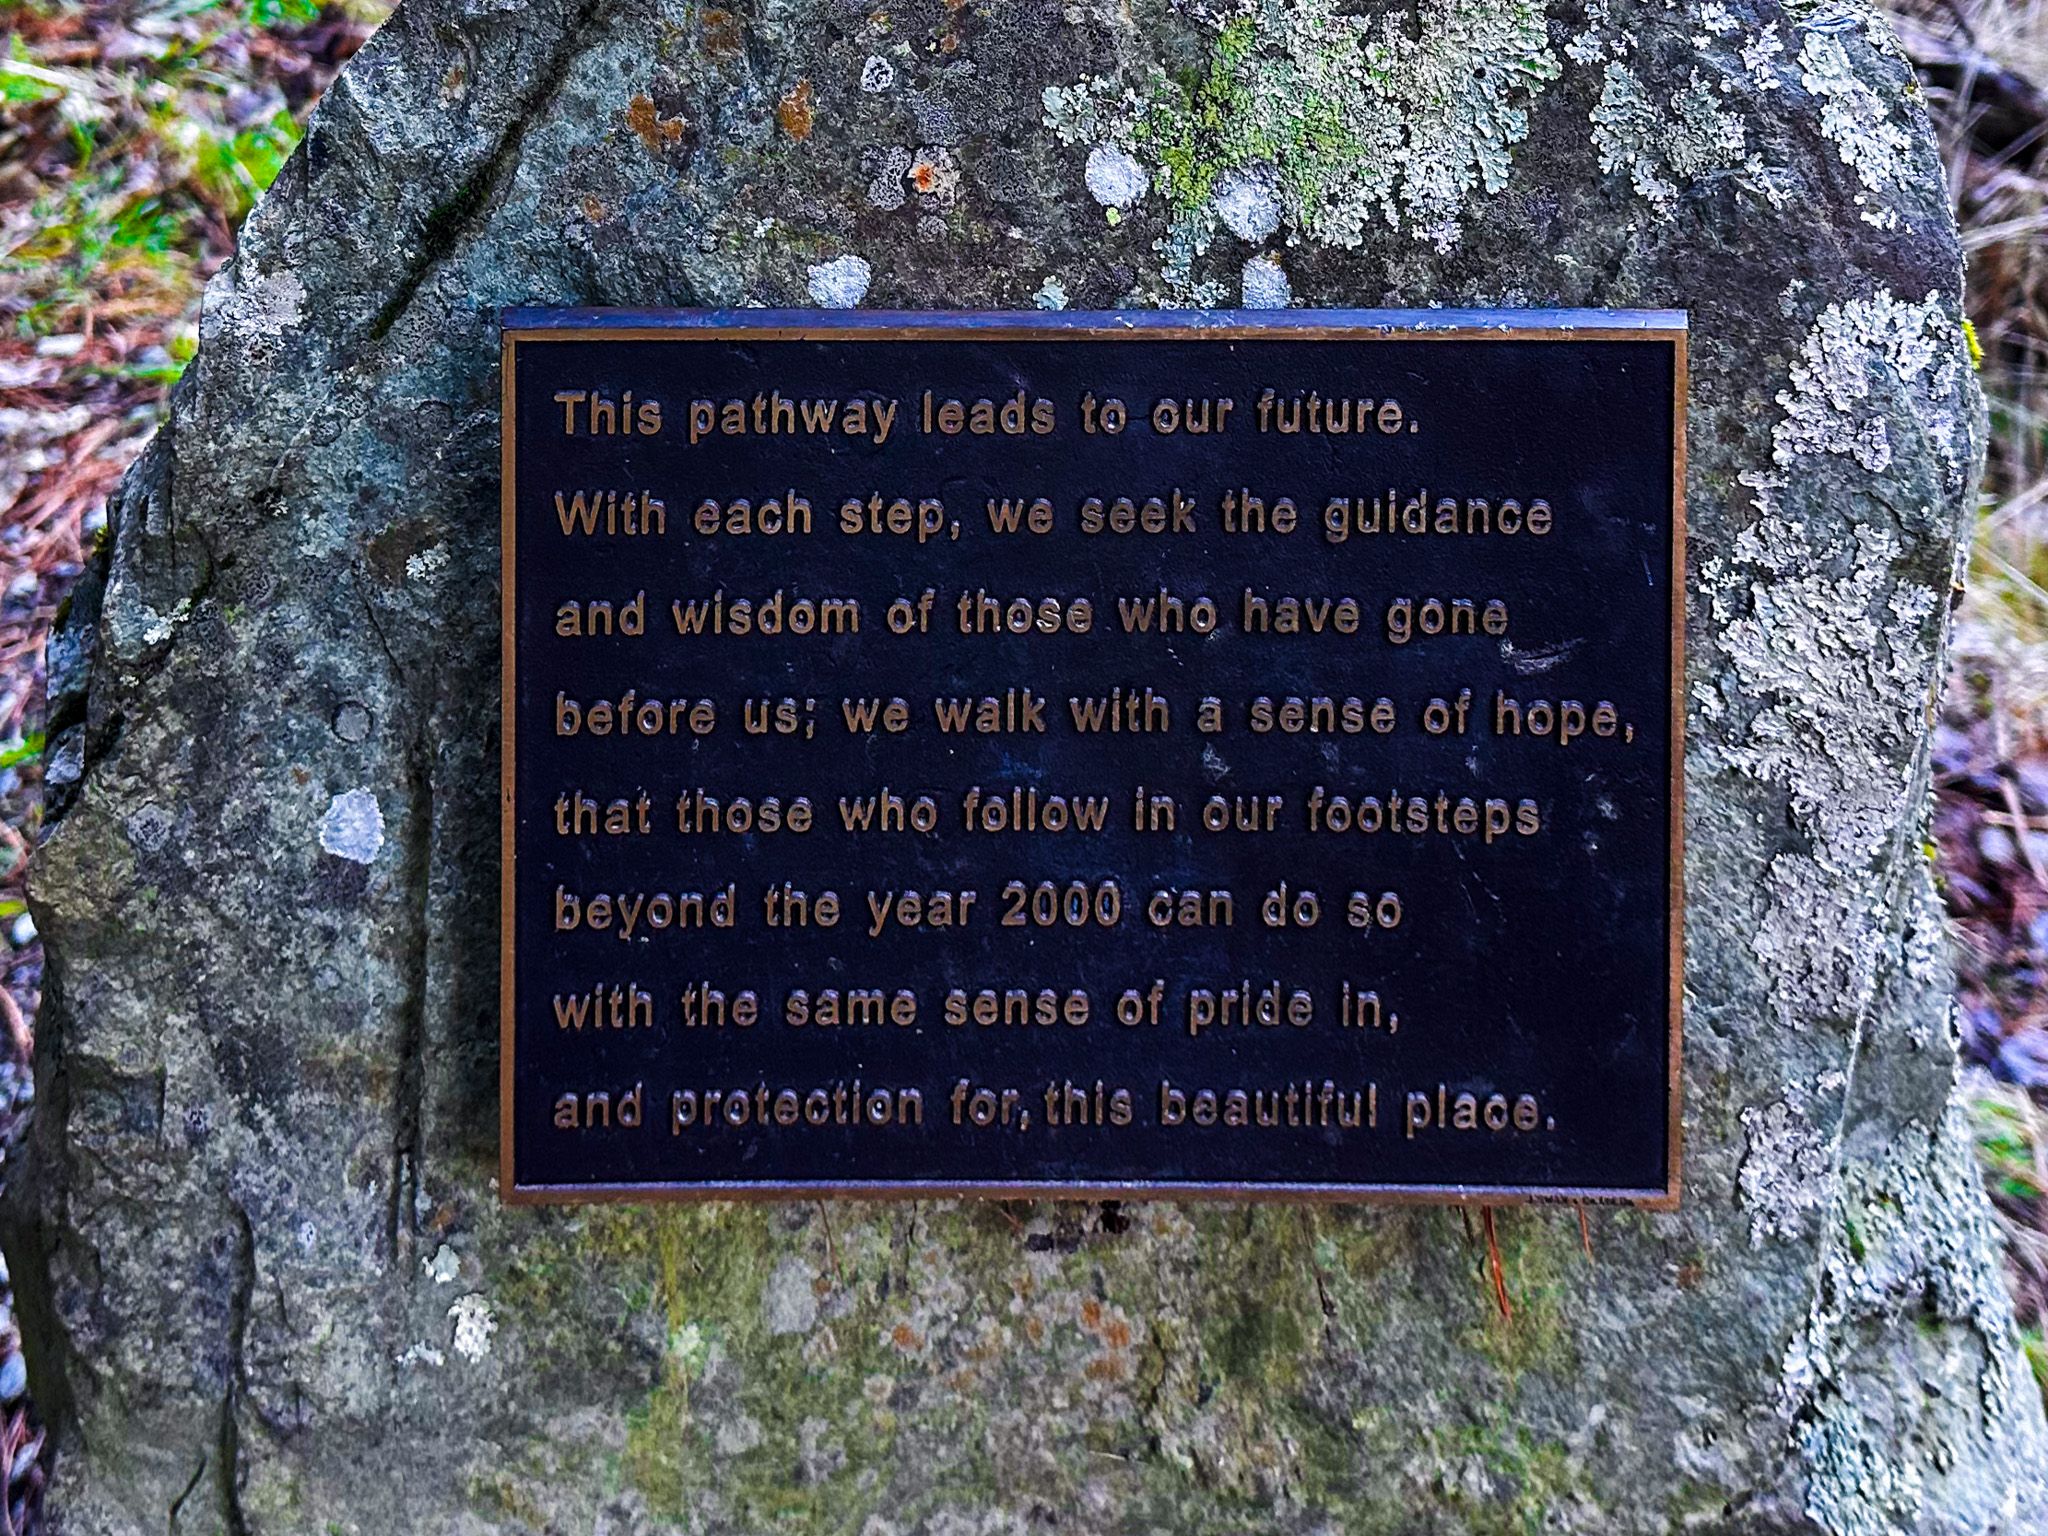 This pathway leads to our future.
With each step, we seek the guidance
and wisdom of those who have gone
before us; we walk with a sense of hope,
that those who follow in our footsteps
beyond the year 2000 can do so
with the same sense of pride in,
and protection for, this beautiful place.